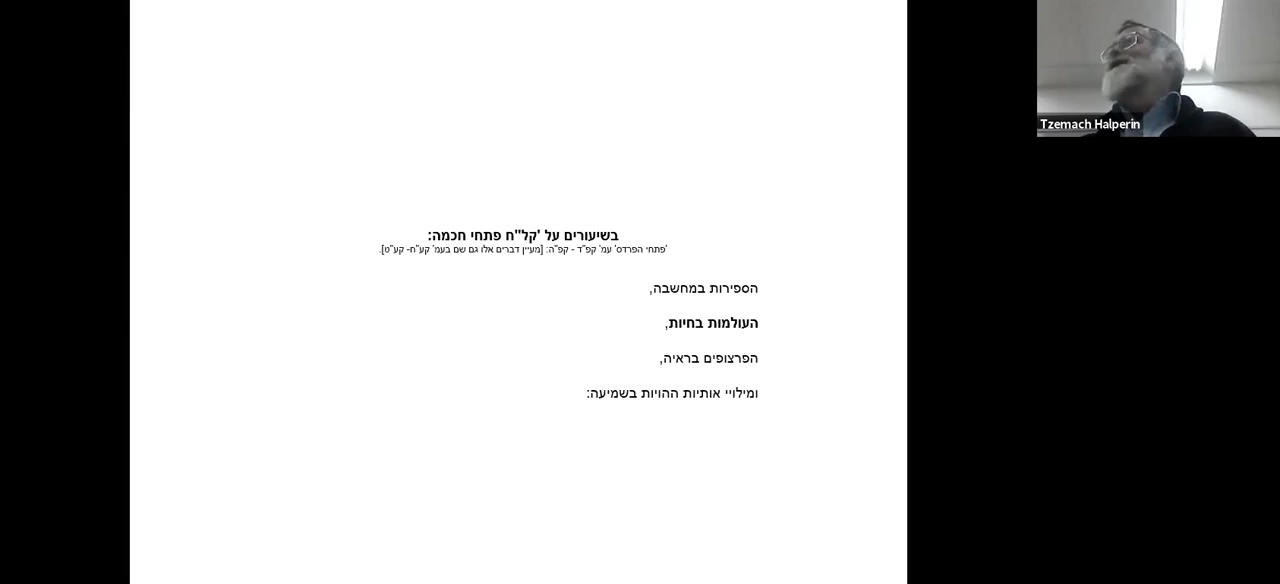 בשיעורים על 'קל"ח פתחי חכמה:
'פתחי הפרדס' עמ' קפ"ד - קפ"ה: [מעיין דברים אלו גם שם בעמ' קע"ח- קע"ט].
הספירות במחשבה,
העולמות בחיות,
הפרצופים בראיה,
ומילויי אותיות ההויות בשמיעה:
Tzemach Halperin